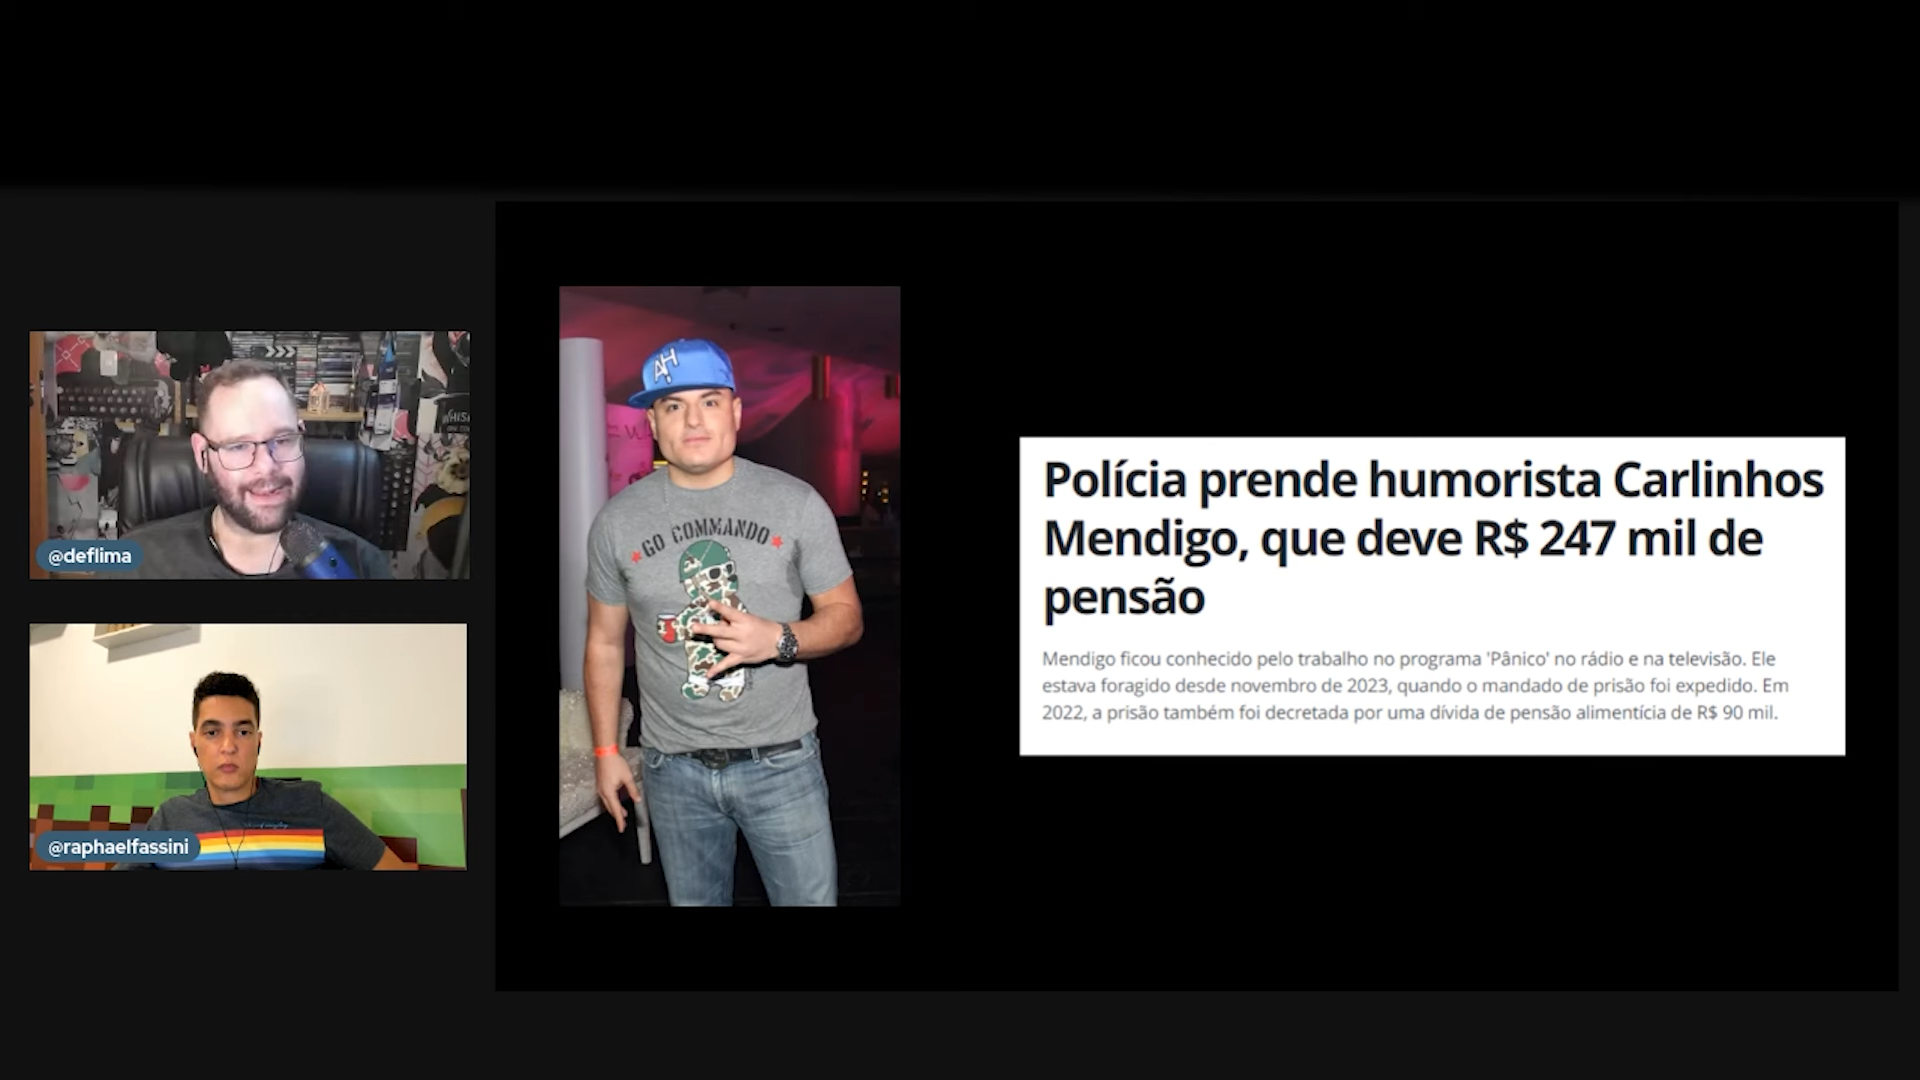 AH
GO COMMANDO
@deflima
@raphaelfassini
Polícia prende humorista Carlinhos
Mendigo, que deve R$ 247 mil de
pensão
Mendigo ficou conhecido pelo trabalho no programa 'Pânico' no rádio e na televisão. Ele
estava foragido desde novembro de 2023, quando o mandado de prisão foi expedido. Em
2022, a prisão também foi decretada por uma dívida de pensão alimentícia de R$ 90 mil.